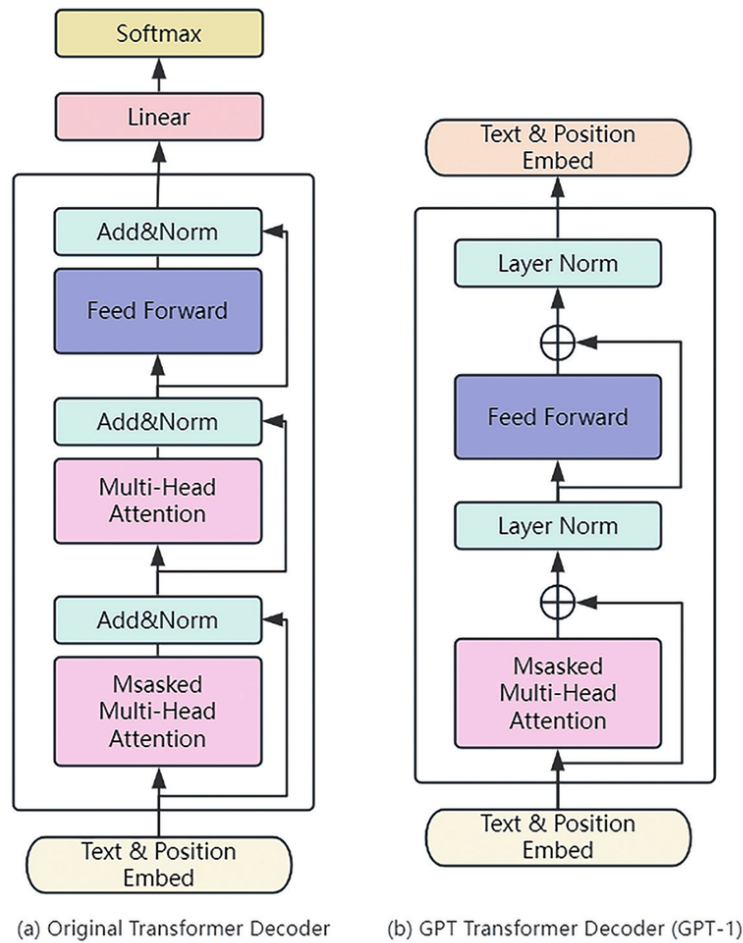 Softmax
Linear
Add&Norm
Feed Forward
Add&Norm
Multi-Head
Attention
Add&Norm
Msasked
Multi-Head
Attention
Text & Position
Embed
(a) Original Transformer Decoder
Text & Position
Embed
Layer Norm
Feed Forward
Layer Norm
Msasked
Multi-Head
Attention
Text & Position
Embed
(b) GPT Transformer Decoder (GPT-1)